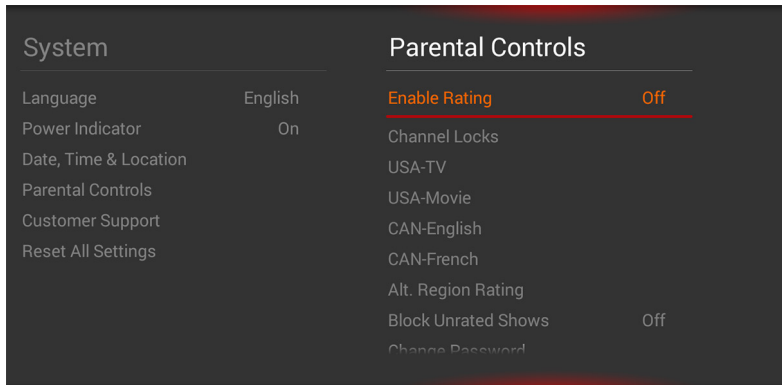 System
Language English
Power Indicator On
Date, Time & Location
Parental Controls
Customer Support
Reset All Settings
Parental Controls
Enable Rating Off
Channel Locks
USA-TV
USA-Movie
CAN-English
CAN-French
Alt. Region Rating
Block Unrated Shows Off
Change Password